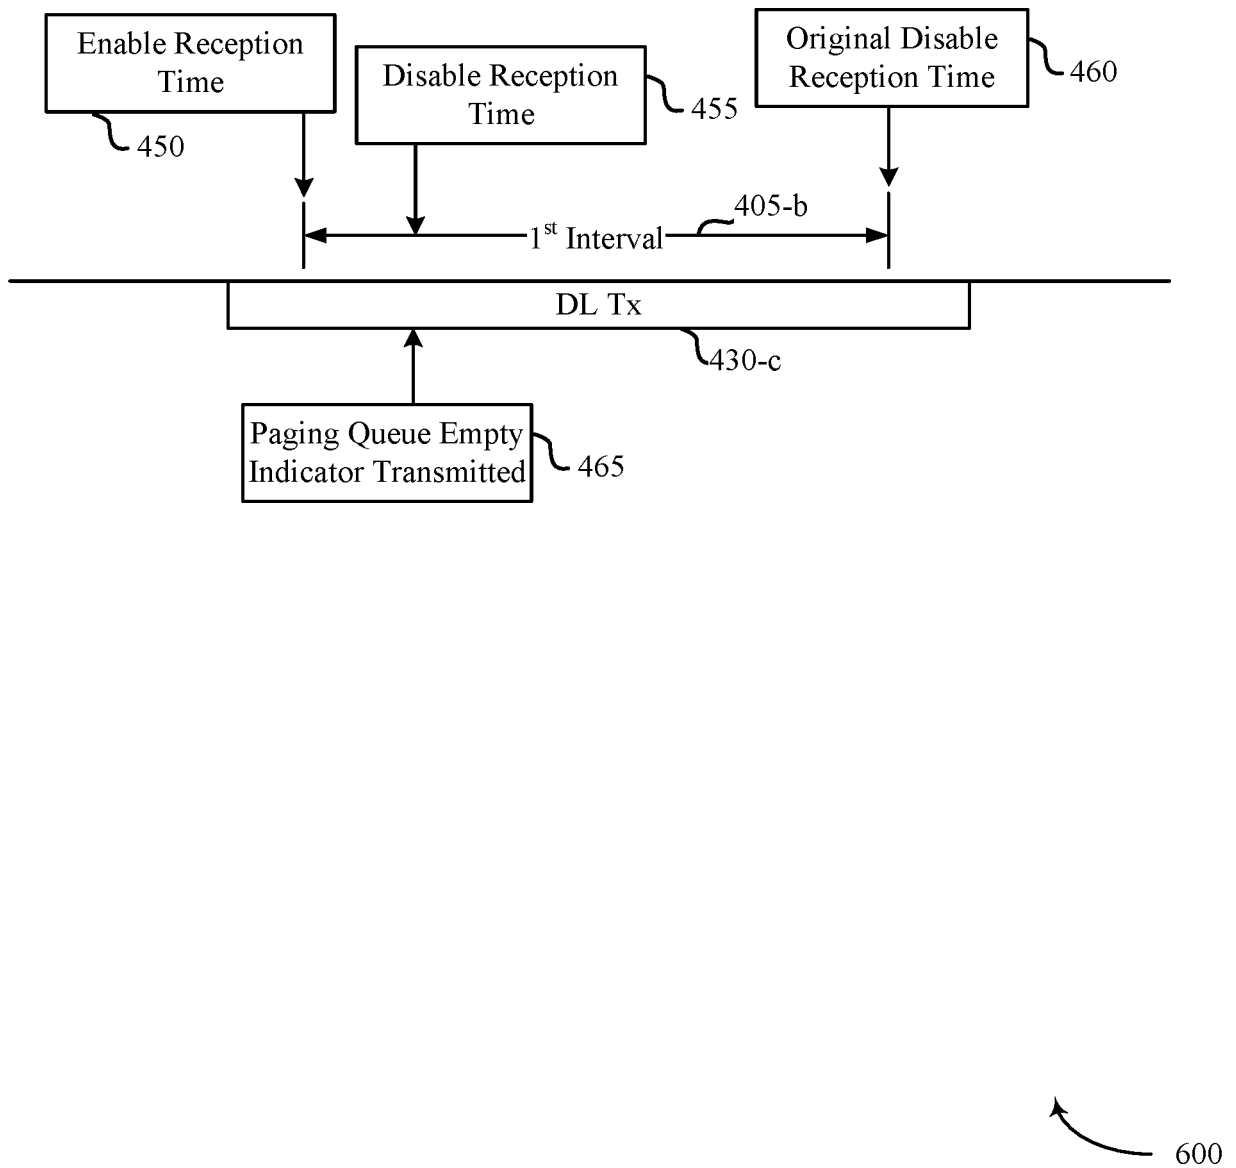 Enable Reception
Time
450
Disable Reception
Time
455
Original Disable
Reception Time
460
405-b
1st Interval
DL Tx
430-c
Paging Queue Empty
Indicator Transmitted
465
600